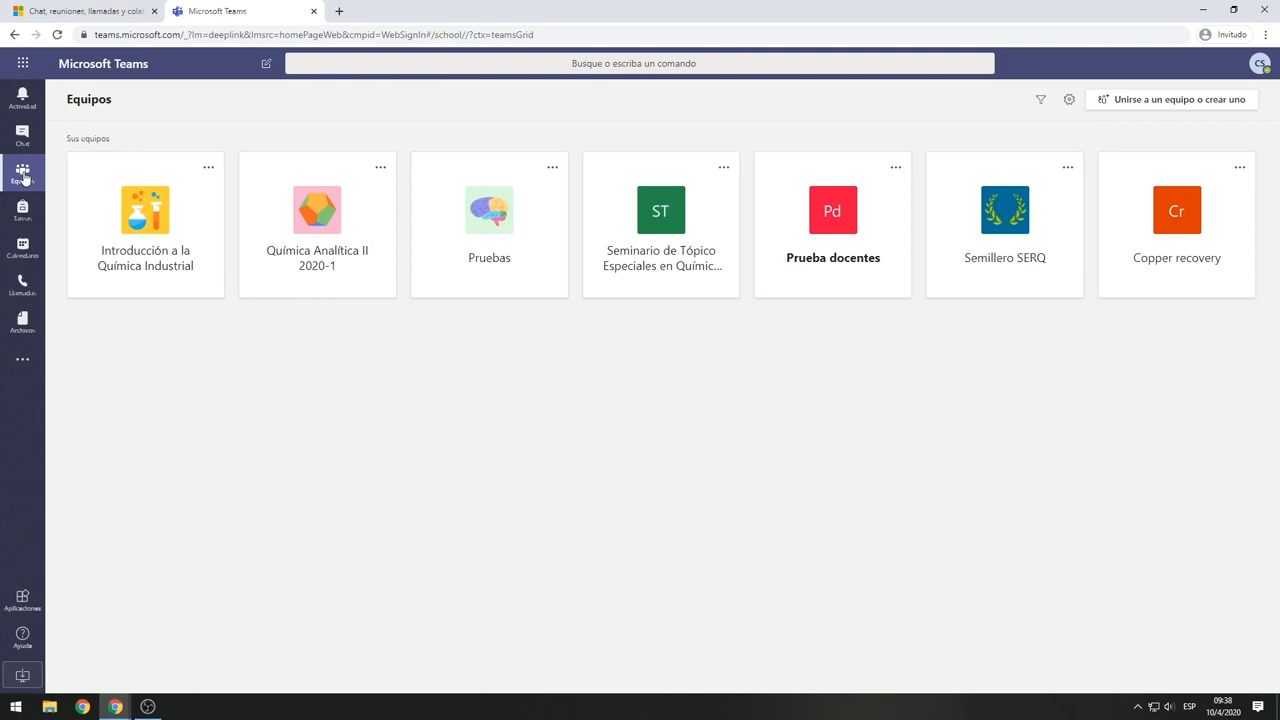 Chat, reuniones, llamadas y colal
Microsoft Teams
teams.microsoft.com/_?lm=deeplink&lmsrc=homePageWeb&cmpid=WebSignIn#/school//?ctx=teamsGrid
Invitado
Microsoft Teams
Busque o escriba un comando
CS
Actividad
Chat
Equipos
Tareas
Calendario
Llamadas
Archivos
Aplicaciones
Ayuda
Equipos
Unirse a un equipo o crear uno
Sus equipos
Introducción a la
Química Industrial
Química Analítica II
2020-1
Pruebas
ST
Seminario de Tópico
Especiales en Químic...
Pd
Prueba docentes
Semillero SERQ
Cr
Copper recovery
ESP
09:38
10/4/2020